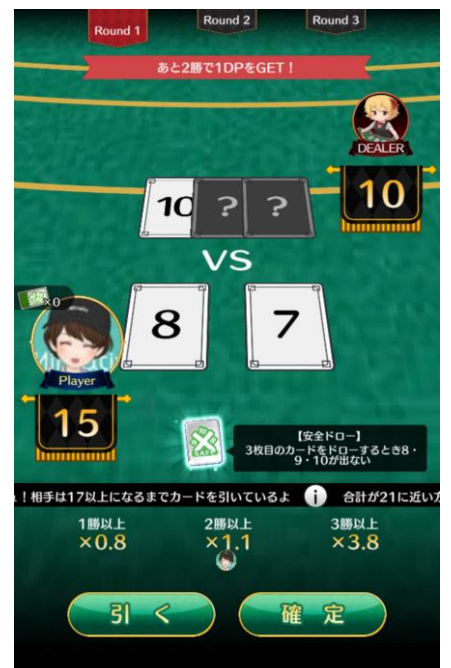 Round 1
Round 2
Round 3
あと2勝で1DPをGET！
DEALER
10
10
?
?
VS
×0
8
7
Player
15
SAFE
【安全ドロー】
3枚目のカードをドローするとき8・
9・10が出ない
！相手は17以上になるまでカードを引いているよ
i
合計が21に近い方
1勝以上
×0.8
2勝以上
×1.1
3勝以上
×3.8
引く
確定